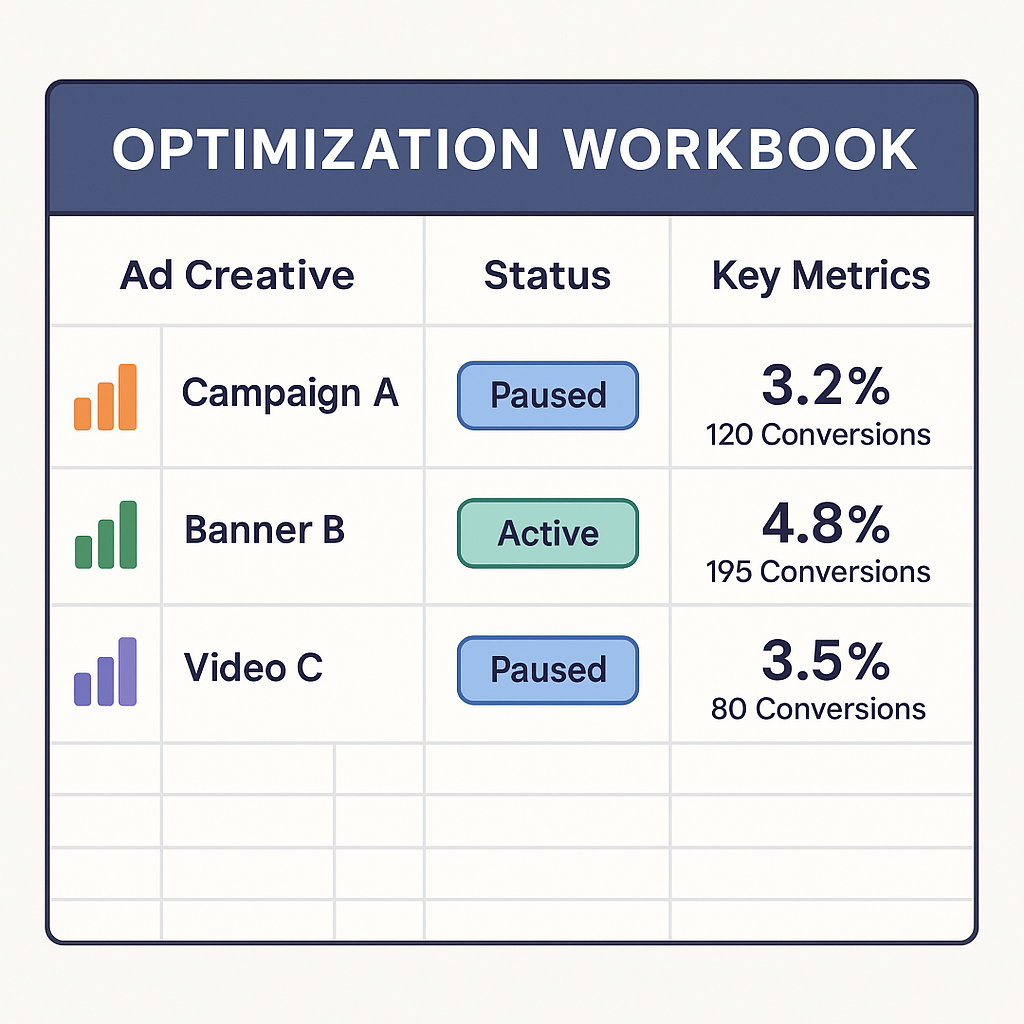 OPTIMIZATION WORKBOOK
Ad Creative
Status
Key Metrics
Campaign A
Paused
3.2%
120 Conversions
Banner B
Active
4.8%
195 Conversions
Video C
Paused
3.5%
80 Conversions